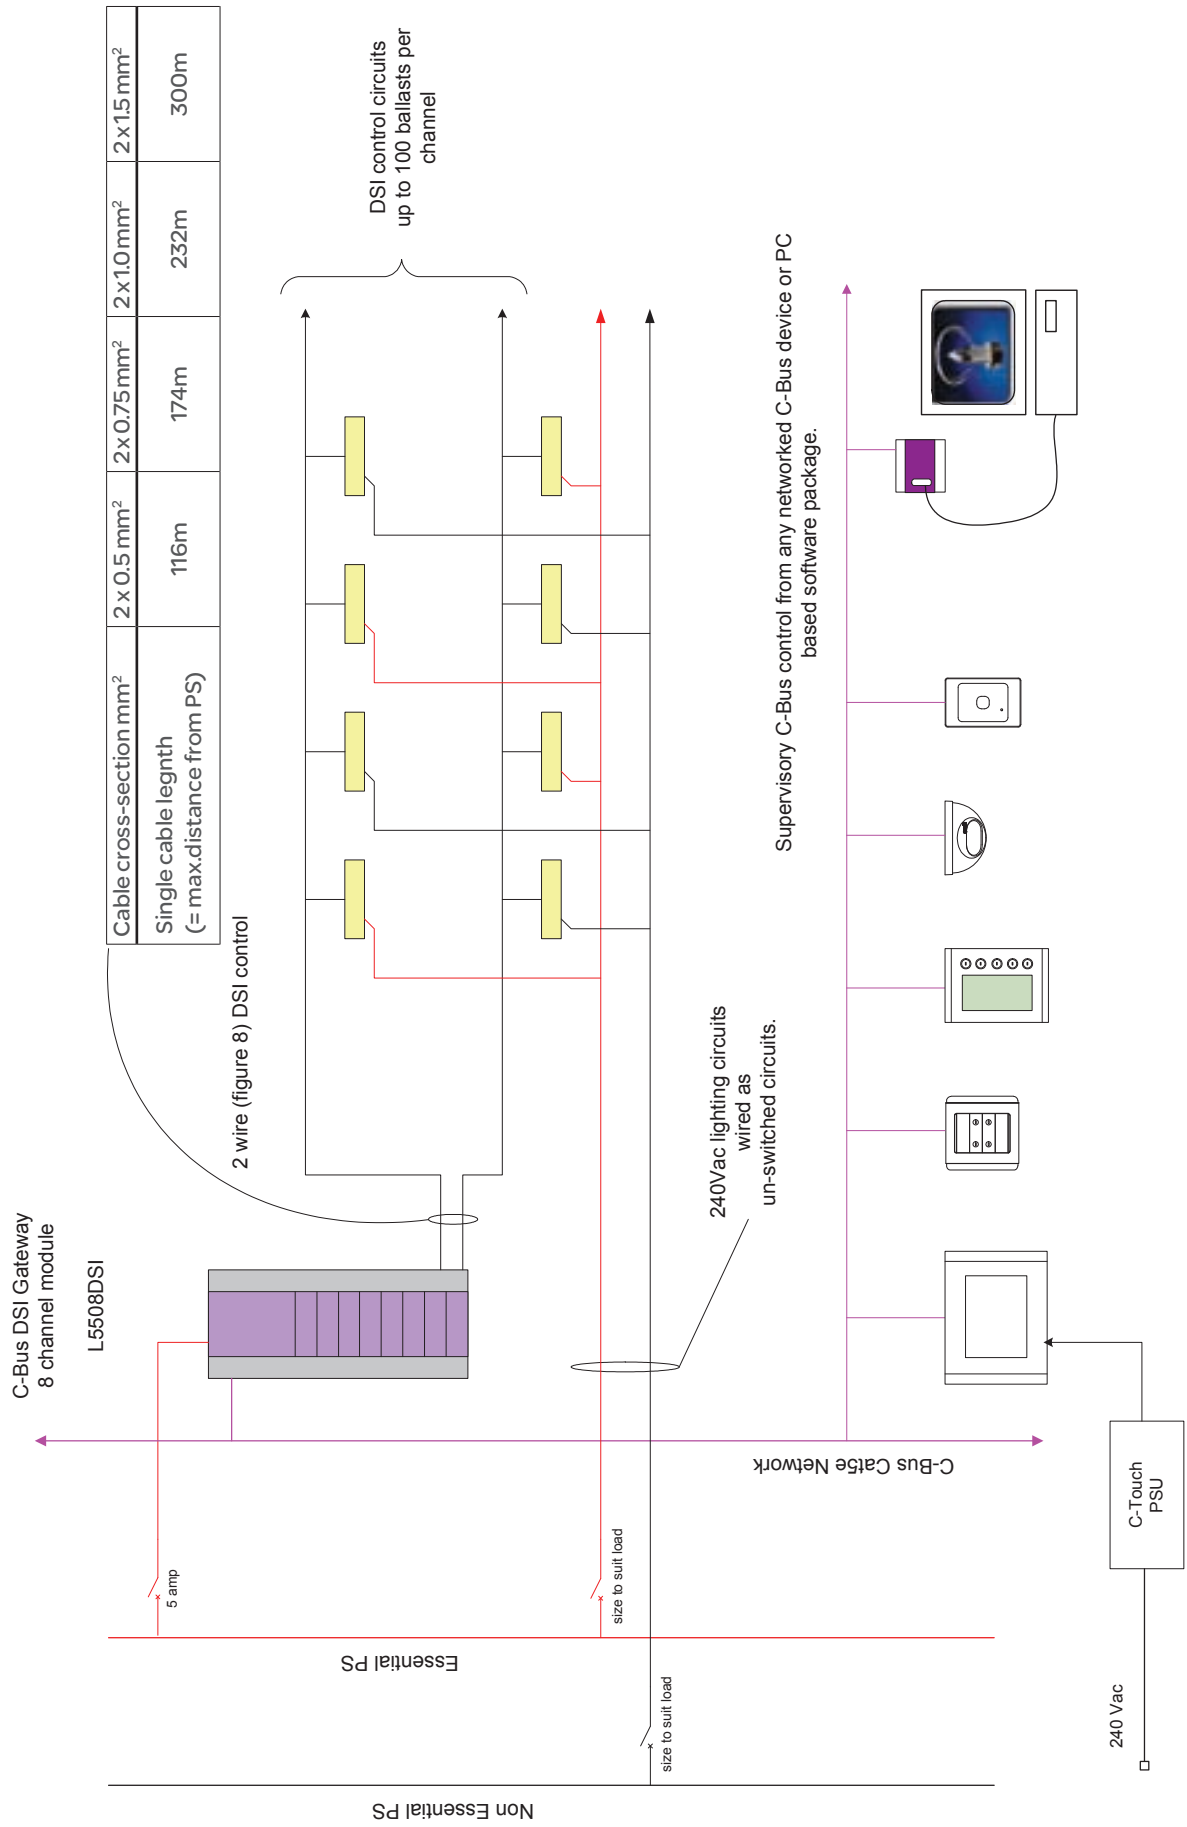 C-Bus DSI Gateway
8 channel module
L5508DSI
Cable cross-section mm²
2 x 0.5 mm²
2 x 0.75 mm²
2 x 1.0 mm²
2 x 1.5 mm²
Single cable legnth
(= max.distance from PS)
116m
174m
232m
300m
2 wire (figure 8) DSI control
DSI control circuits
up to 100 ballasts per
channel
5 amp
size to suit load
size to suit load
Essential PS
Non Essential PS
240Vac lighting circuits
wired as
un-switched circuits.
C-Bus Cat5e Network
Supervisory C-Bus control from any networked C-Bus device or PC
based software package.
C-Touch
PSU
240 Vac